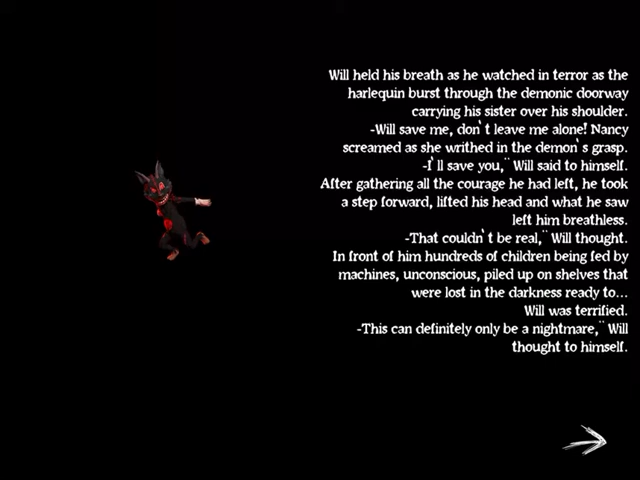 Will held his breath as he watched in terror as the
harlequin burst through the demonic doorway
carrying his sister over his shoulder.
-Will save me, don`t leave me alone! Nancy
screamed as she writhed in the demon`s grasp.
-I`ll save you,¨ Will said to himself.
After gathering all the courage he had left, he took
a step forward, lifted his head and what he saw
left him breathless.
-That couldn`t be real,¨ Will thought.
In front of him hundreds of children being fed by
machines, unconscious, piled up on shelves that
were lost in the darkness ready to...
Will was terrified.
-This can definitely only be a nightmare,¨ Will
thought to himself.